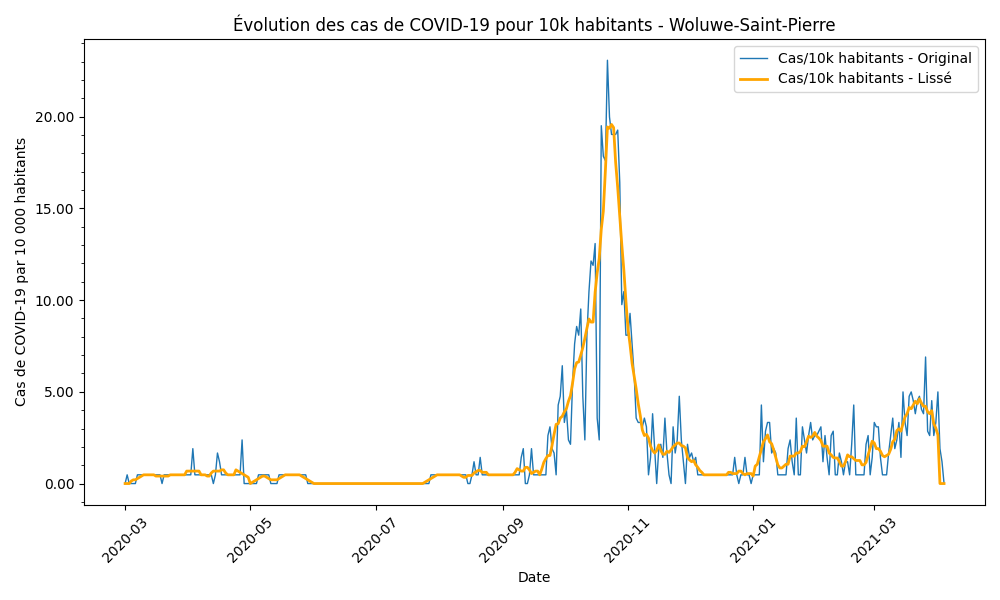 Évolution des cas de COVID-19 pour 10k habitants - Woluwe-Saint-Pierre
Cas/10k habitants - Original
Cas/10k habitants - Lissé
Cas de COVID-19 par 10 000 habitants
20.00
15.00
10.00
5.00
0.00
2020-03
2020-05
2020-07
2020-09
2020-11
2021-01
2021-03
Date